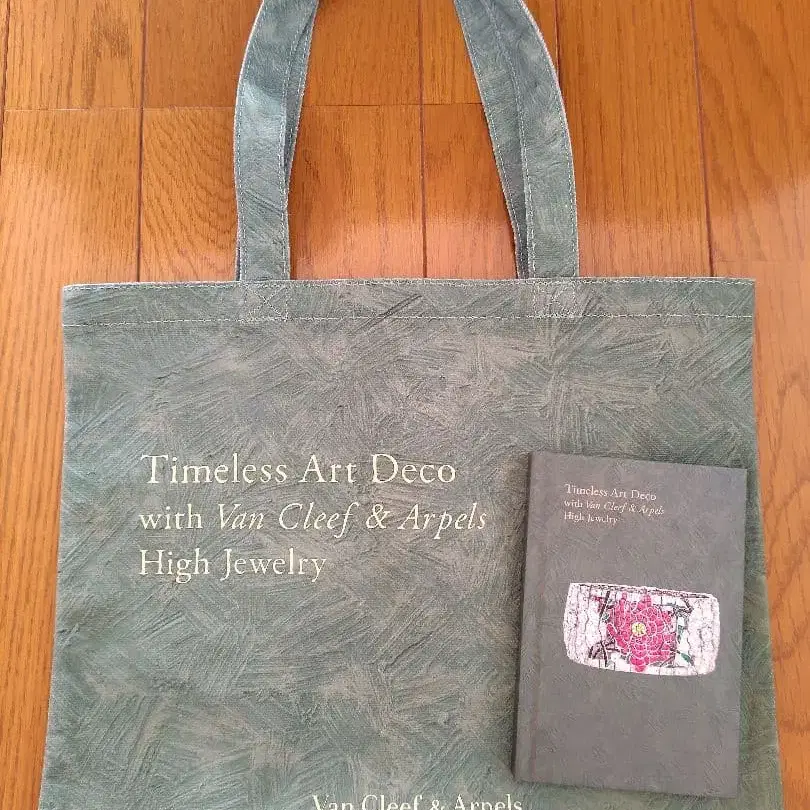 Timeless Art Deco
with Van Cleef & Arpels
High Jewelry
Timeless Art Deco
with Van Cleef & Arpels
High Jewelry
Van Cleef & Arpels